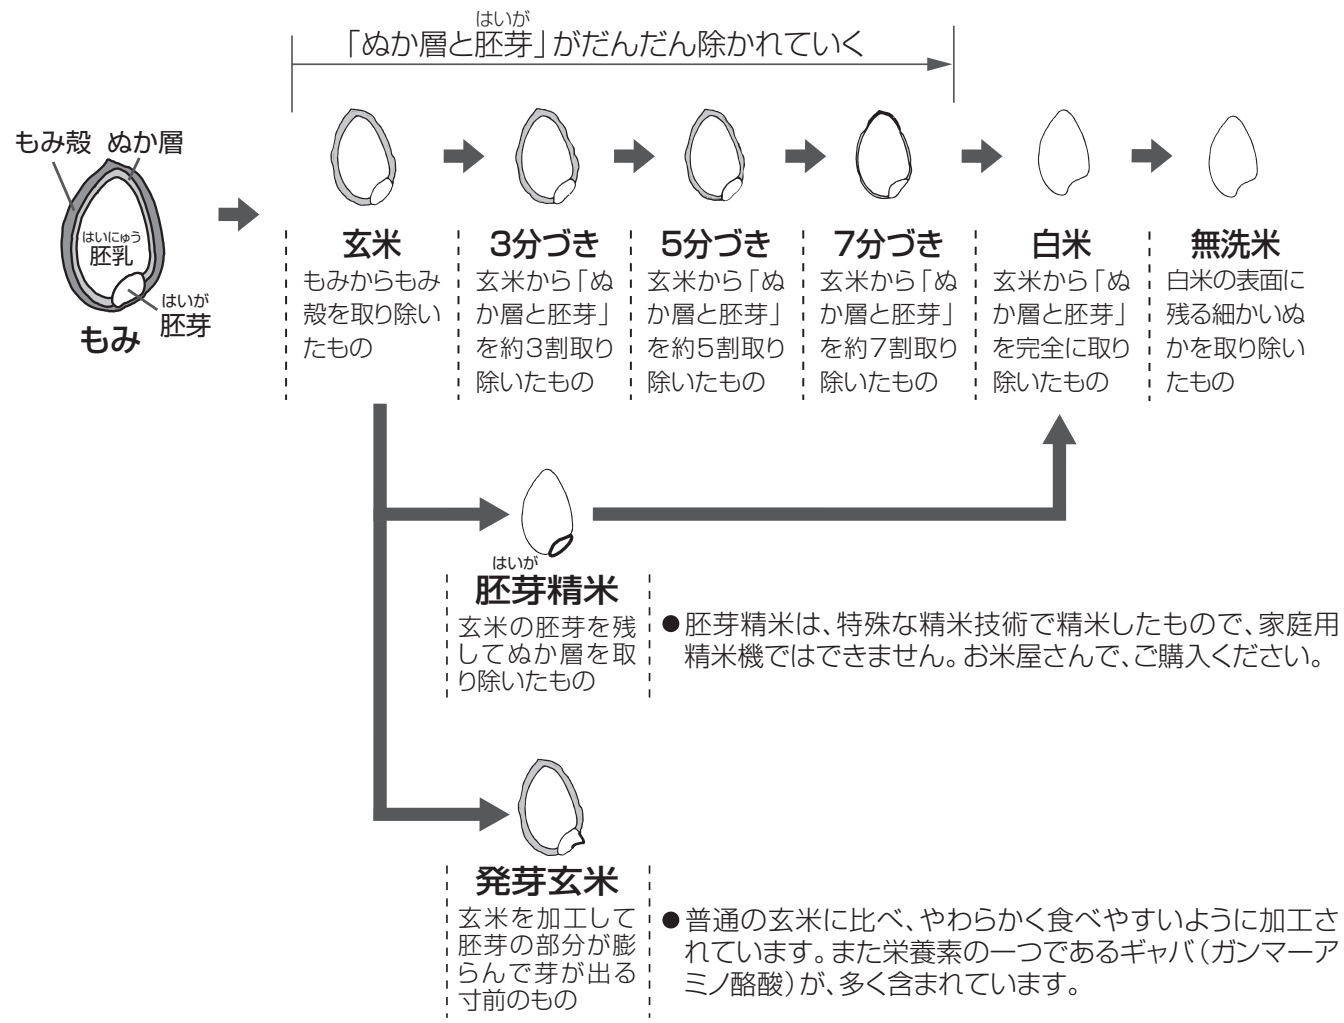 はいが
「ぬか層と胚芽」がだんだん除かれていく
もみ殻 ぬか層
はいにゅう
胚乳
はいが
胚芽
もみ
玄米
もみからもみ
殻を取り除い
たもの
3分づき
玄米から「ぬ
か層と胚芽」
を約3割取り
除いたもの
5分づき
玄米から「ぬ
か層と胚芽」
を約5割取り
除いたもの
7分づき
玄米から「ぬ
か層と胚芽」
を約7割取り
除いたもの
白米
玄米から「ぬ
か層と胚芽」
を完全に取り
除いたもの
無洗米
白米の表面に
残る細かいぬ
かを取り除い
たもの
はいが
胚芽精米
玄米の胚芽を残
してぬか層を取
り除いたもの
●胚芽精米は、特殊な精米技術で精米したもので、家庭用
精米機ではできません。お米屋さんで、ご購入ください。
発芽玄米
玄米を加工して
胚芽の部分が膨
らんで芽が出る
寸前のもの
●普通の玄米に比べ、やわらかく食べやすいように加工さ
れています。また栄養素の一つであるギャバ（ガンマーア
ミノ酪酸）が、多く含まれています。